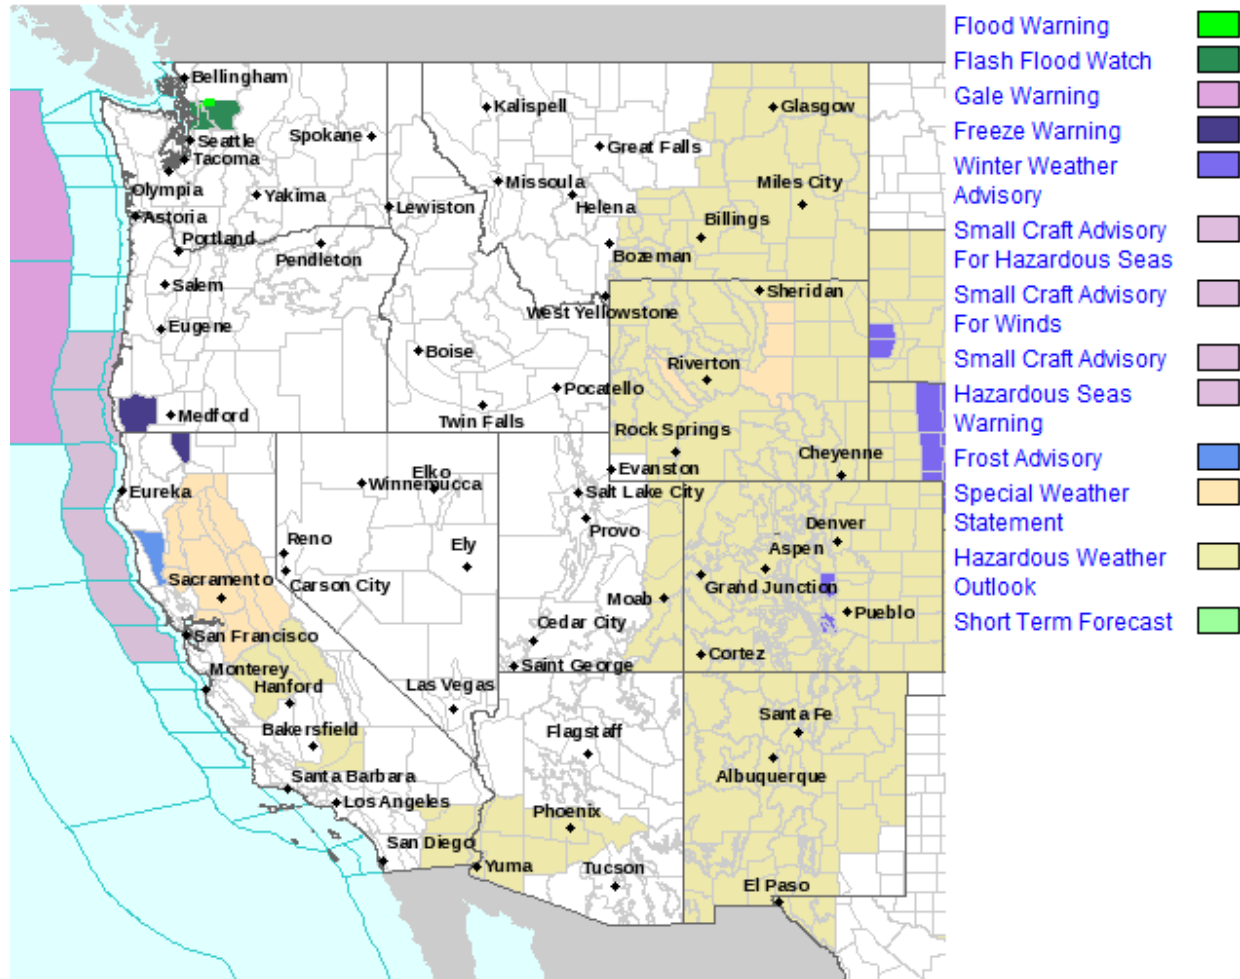 Flood Warning
Flash Flood Watch
Gale Warning
Freeze Warning
Winter Weather
Advisory
Small Craft Advisory
For Hazardous Seas
Small Craft Advisory
For Winds
Small Craft Advisory
Hazardous Seas
Warning
Frost Advisory
Special Weather
Statement
Hazardous Weather
Outlook
Short Term Forecast
Bellingham
Kalispell
Glasgow
Spokane
Seattle
Great Falls
Tacoma
Olympia
Yakima
Missoula
Miles City
Astoria
Lewiston
Helena
Billings
Portland
Pendleton
Bozeman
Salem
Sheridan
West Yellowstone
Eugene
Boise
Riverton
Pocatello
Medford
Twin Falls
Rock Springs
Cheyenne
Evanston
Elko
Winnemucca
Eureka
Salt Lake City
Provo
Denver
Reno
Ely
Aspen
Carson City
Sacramento
Grand Junction
Moab
Pueblo
Cedar City
San Francisco
Cortez
Saint George
Monterey
Hanford
Las Vegas
Santa Fe
Bakersfield
Flagstaff
Albuquerque
Santa Barbara
Los Angeles
Phoenix
San Diego
Yuma
Tucson
El Paso